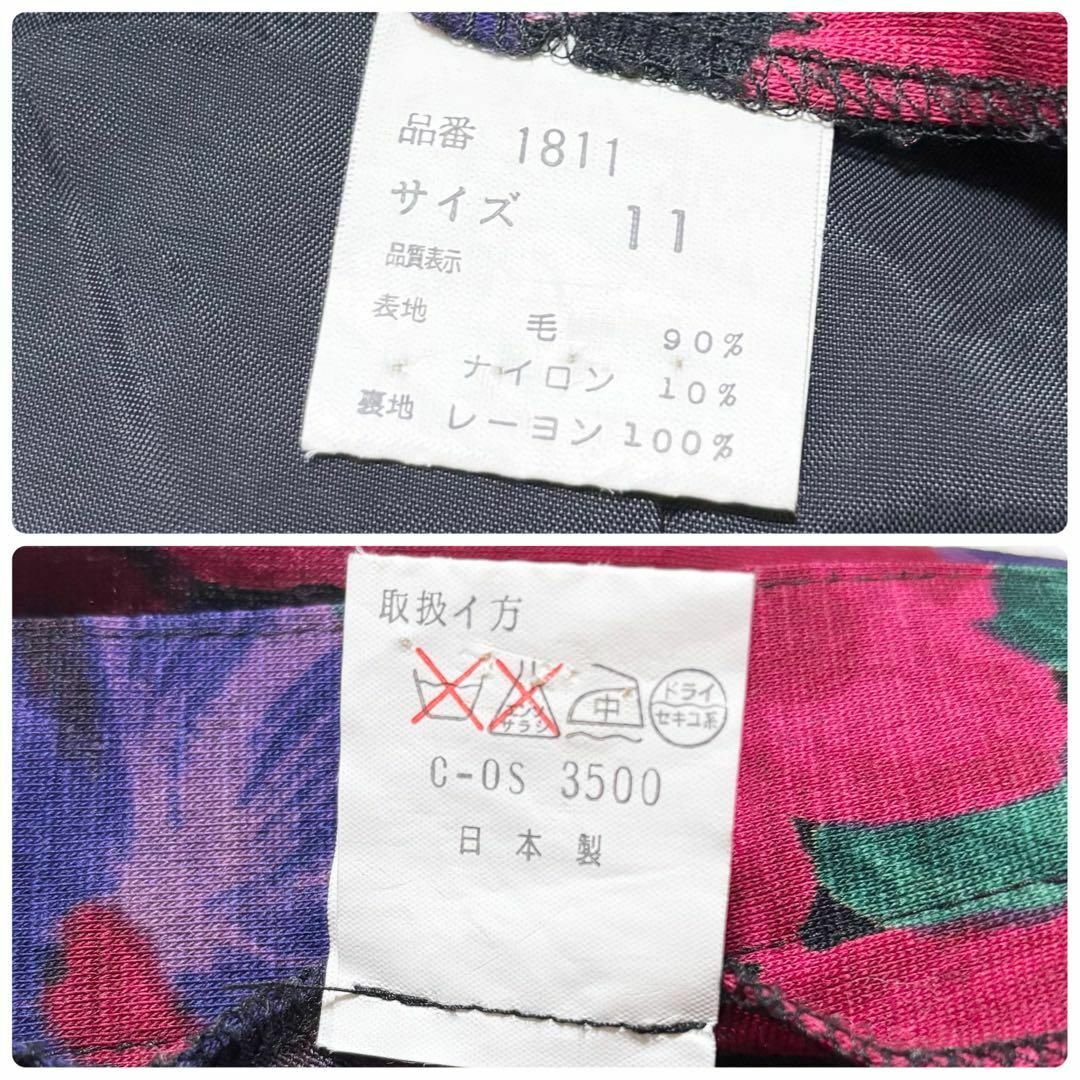 品番 1811
サイズ 11
品質表示
表地 毛 90%
ナイロン 10%
裏地 レーヨン 100%
取扱イ方
エンソ
サラシ
中
ドライ
セキユ系
C-OS 3500
日本製